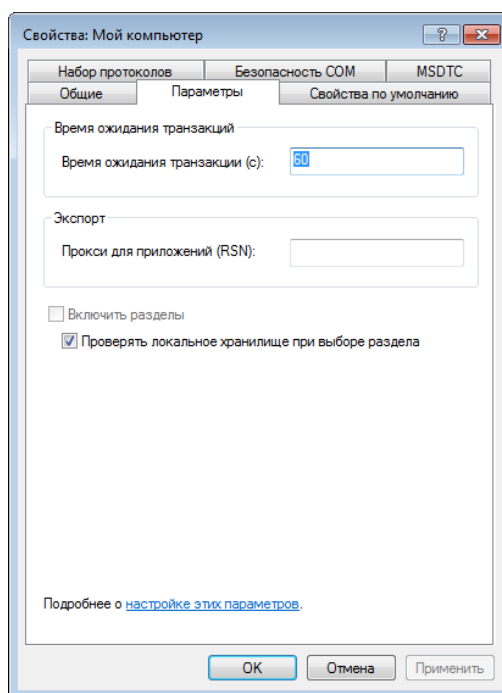 Свойства: Мой компьютер
Набор протоколов Безопасность COM MSDTC
Общие Параметры Свойства по умолчанию
Время ожидания транзакций
Время ожидания транзакции (с): 60
Экспорт
Прокси для приложений (RSN):
Включить разделы
Проверять локальное хранилище при выборе раздела
Подробнее о настройке этих параметров.
OK Отмена Применить